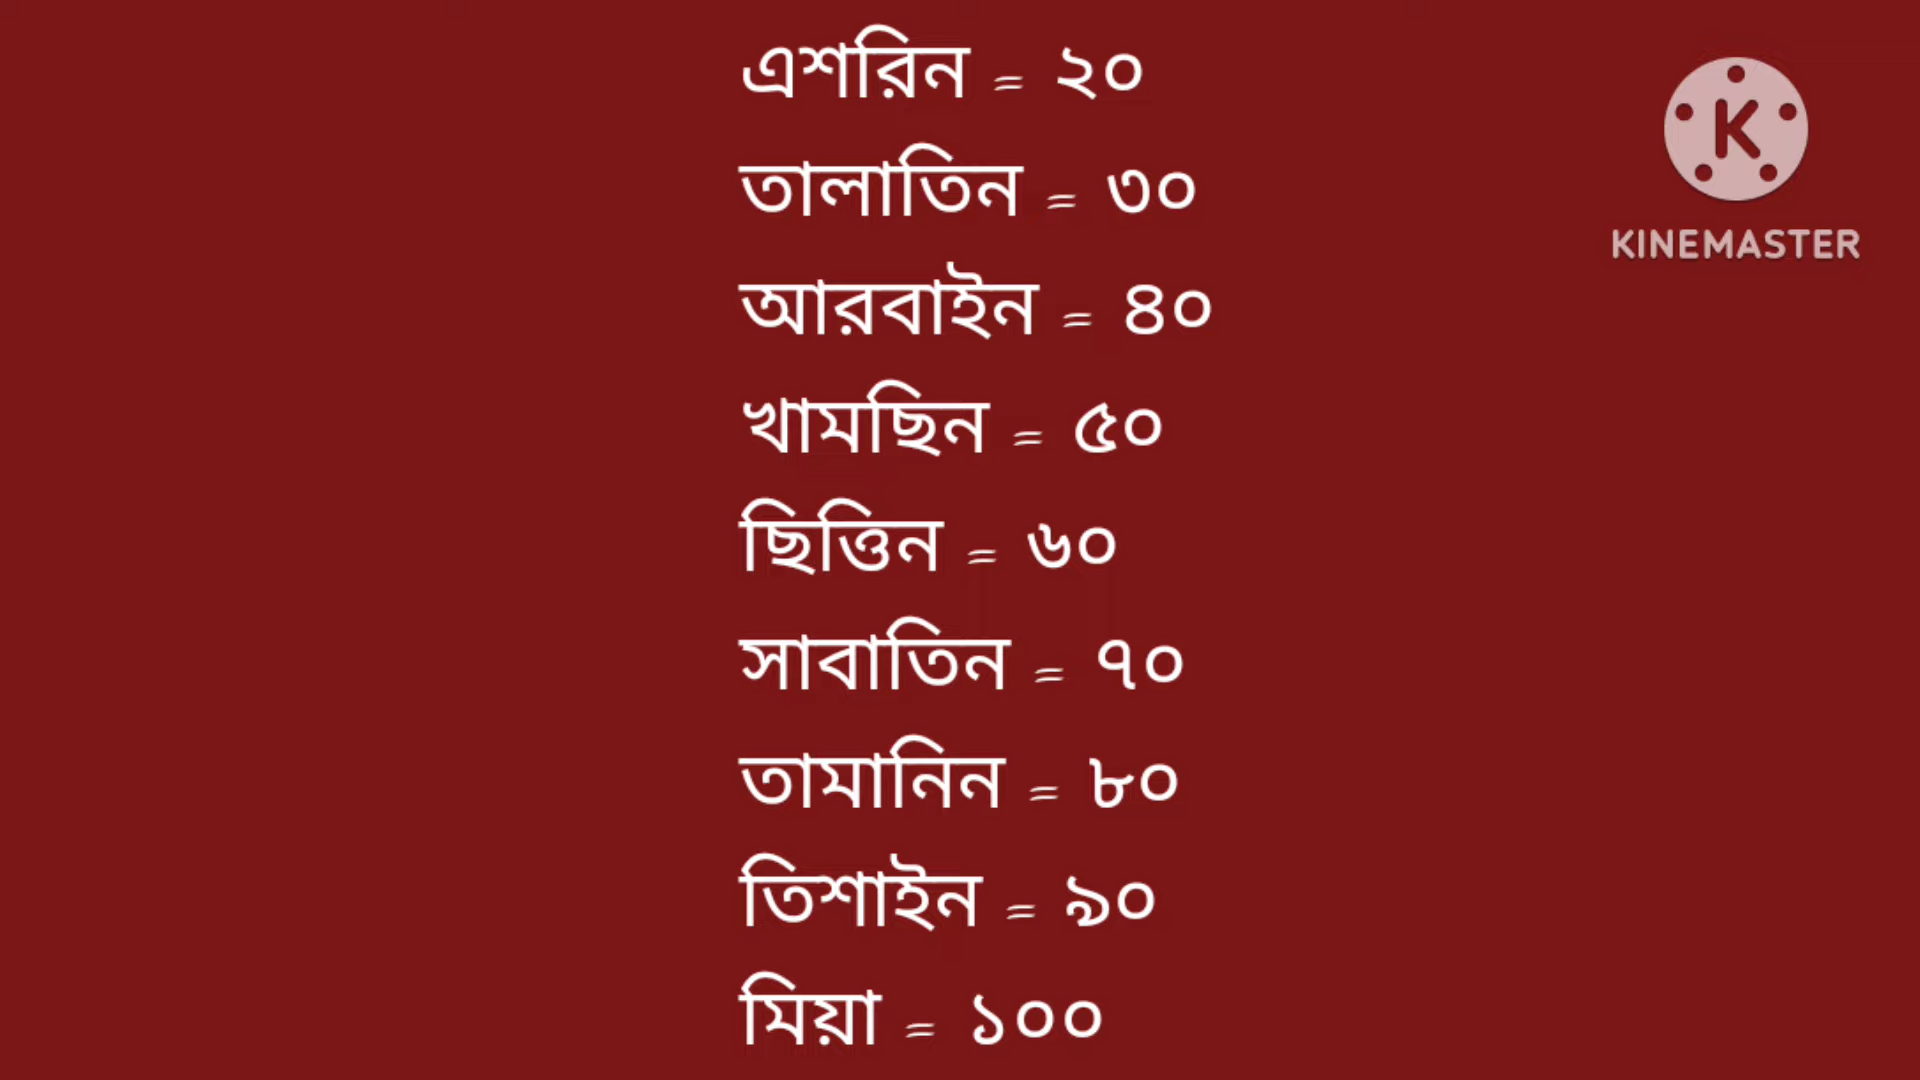 এশরিন = ২০
তালাতিন = ৩০
আরবাইন = ৪০
খামছিন = ৫০
ছিত্তিন = ৬০
সাবাতিন = ৭০
তামানিন = ৮০
তিশাইন = ৯০
মিয়া = ১০০
K
KINEMASTER